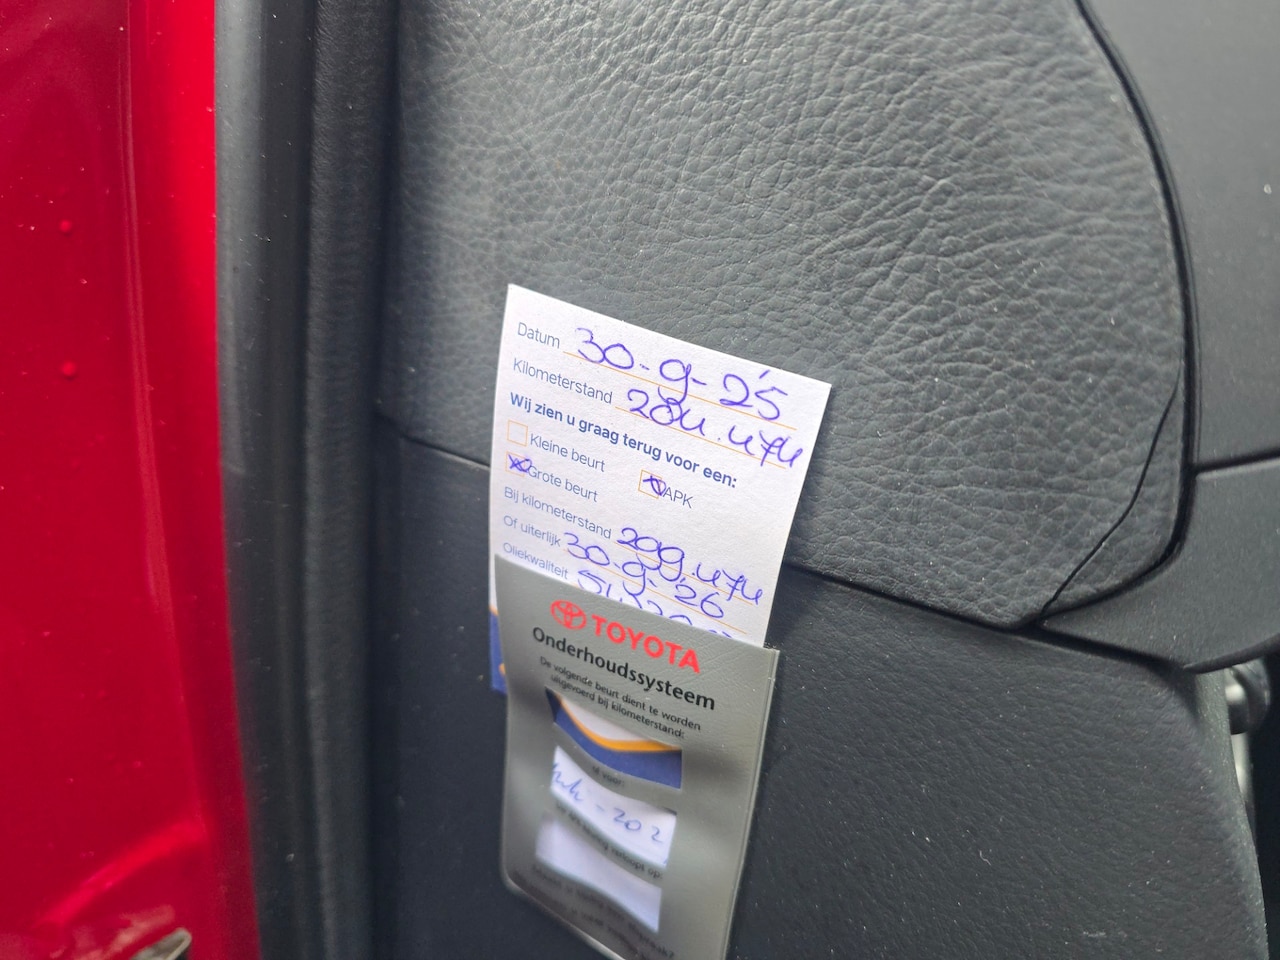 Datum 30-9-25
Kilometerstand 284.474
Wij zien u graag terug voor een:
Kleine beurt
Grote beurt APK
Bij kilometerstand 299.474
Of uiterlijk 30-9-'26
Oliekwaliteit
TOYOTA
Onderhoudssysteem
De volgende beurt dient te worden
uitgevoerd bij kilometerstand:
of voor: